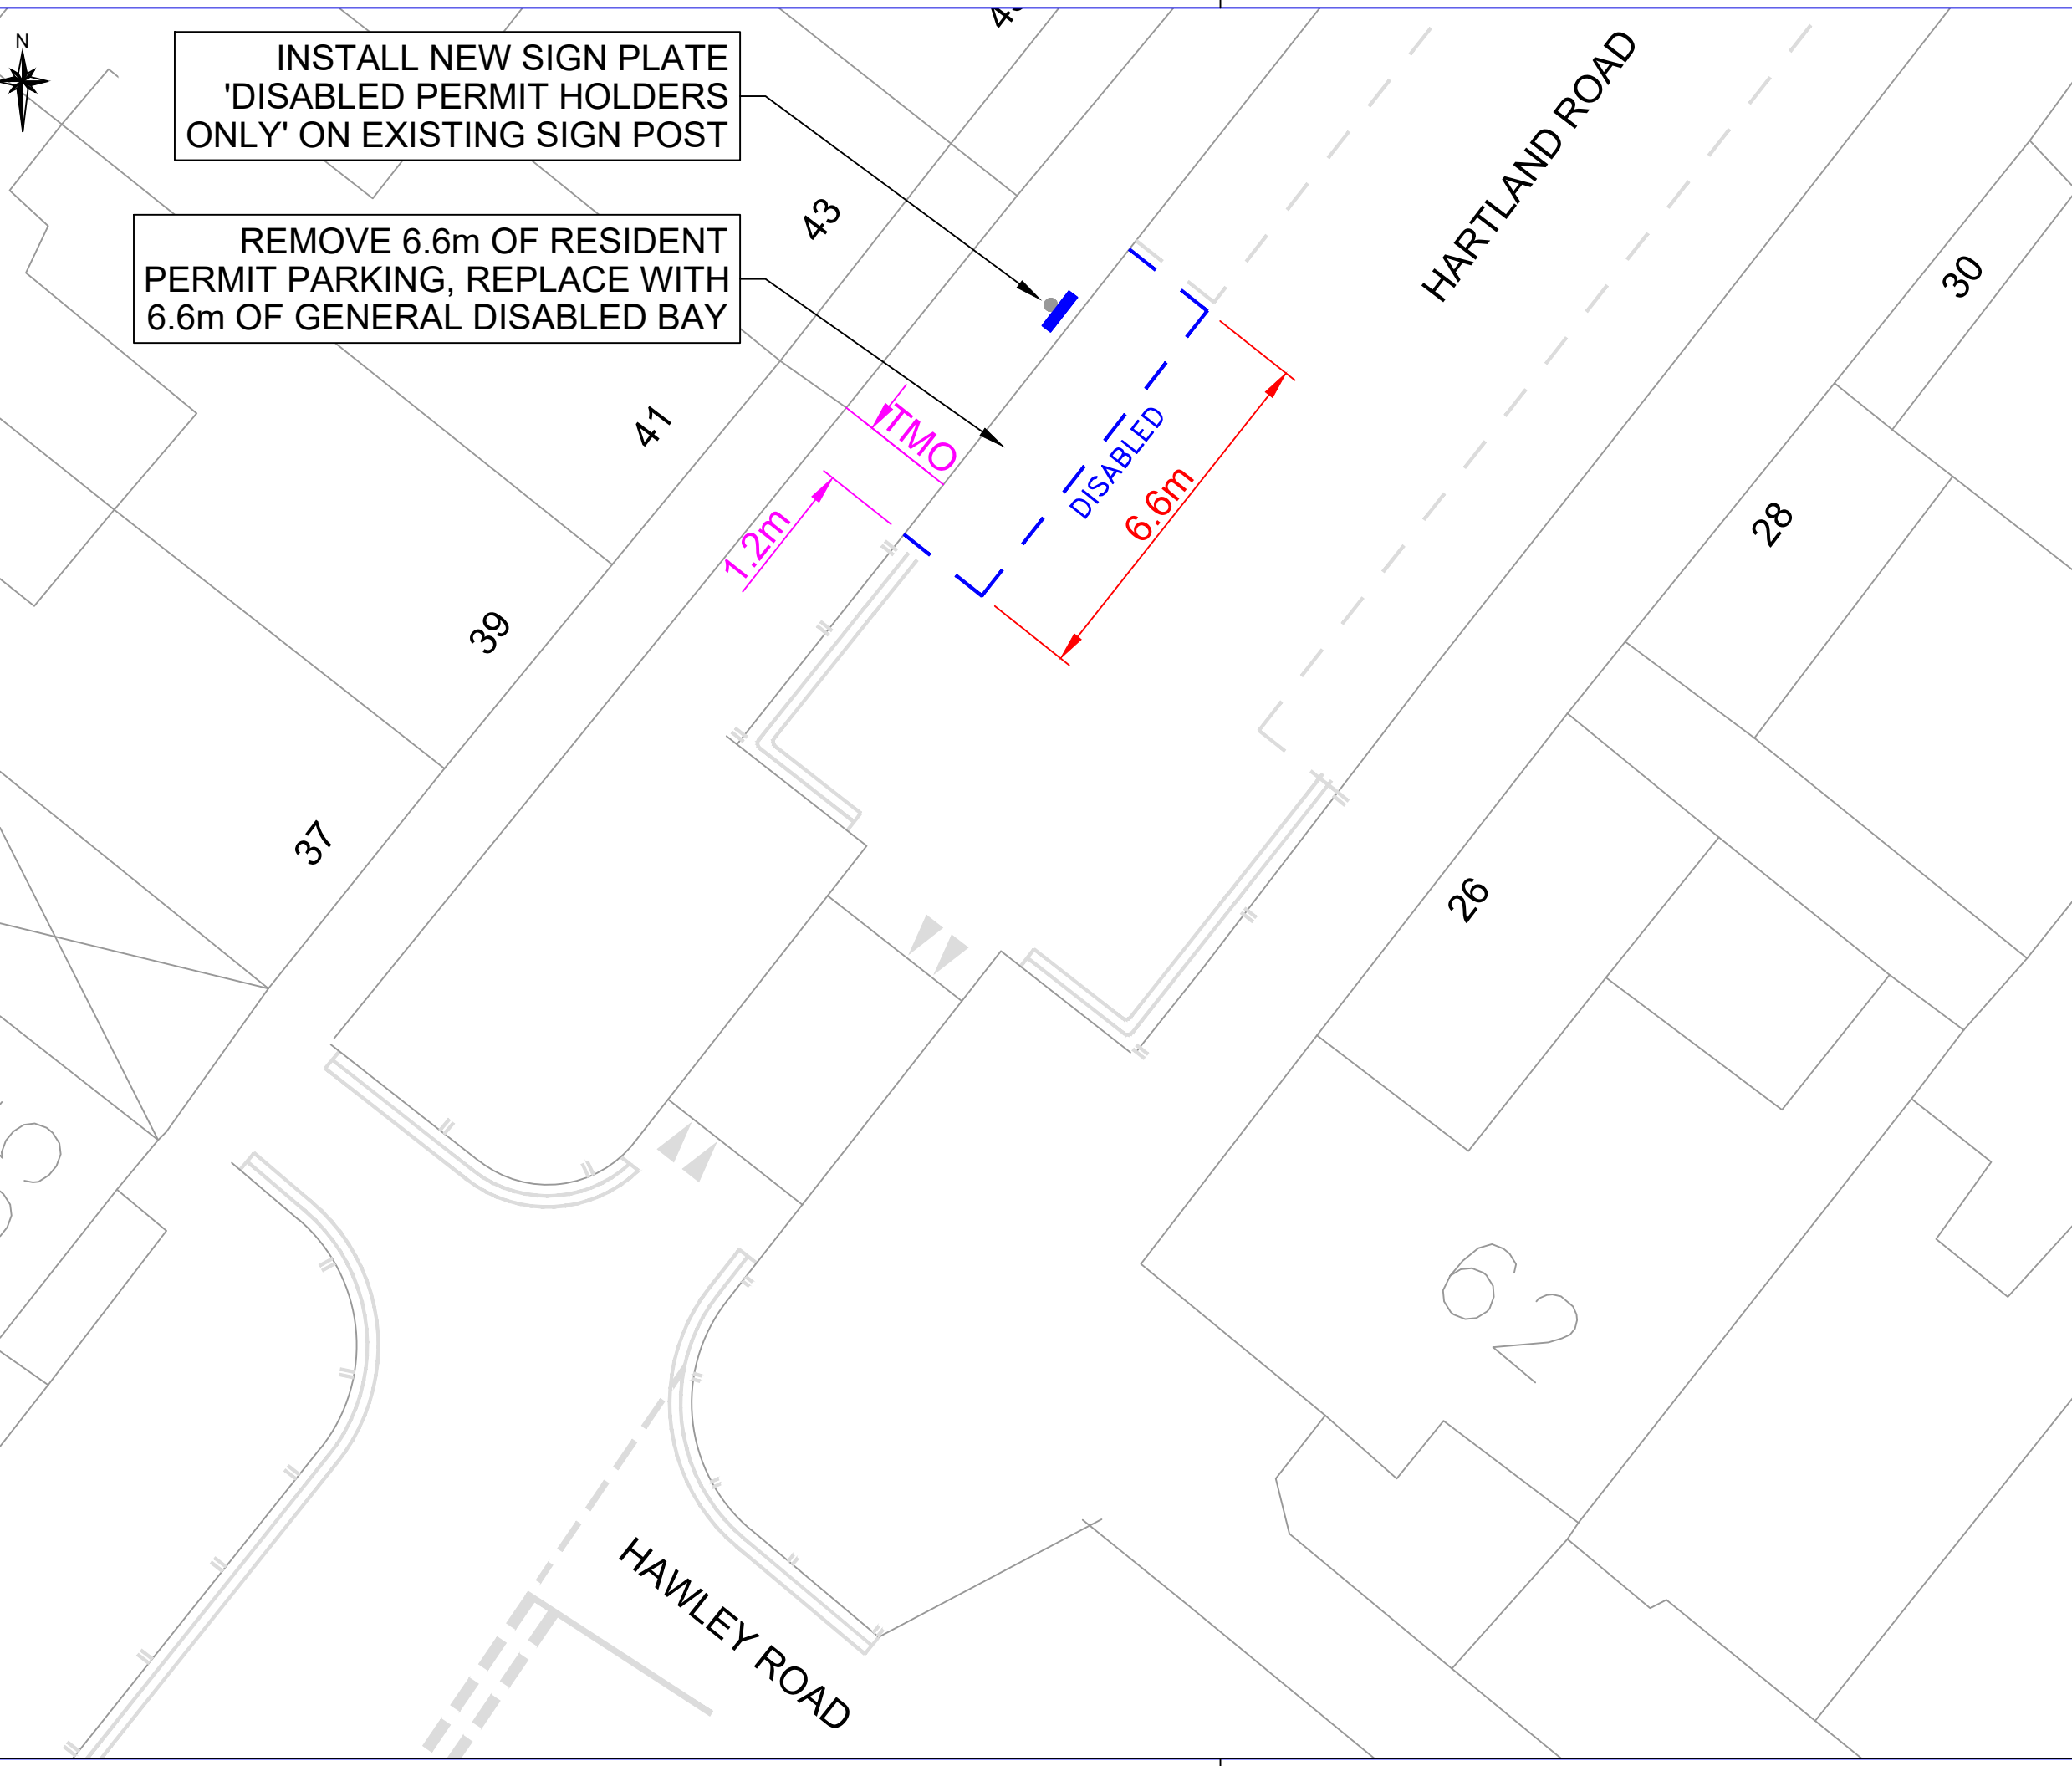 N
INSTALL NEW SIGN PLATE
'DISABLED PERMIT HOLDERS
ONLY' ON EXISTING SIGN POST
REMOVE 6.6m OF RESIDENT
PERMIT PARKING, REPLACE WITH
6.6m OF GENERAL DISABLED BAY
HARTLAND ROAD
43
41
39
37
30
28
26
TMO
1.2m
DISABLED
6.6m
62
HAWLEY ROAD